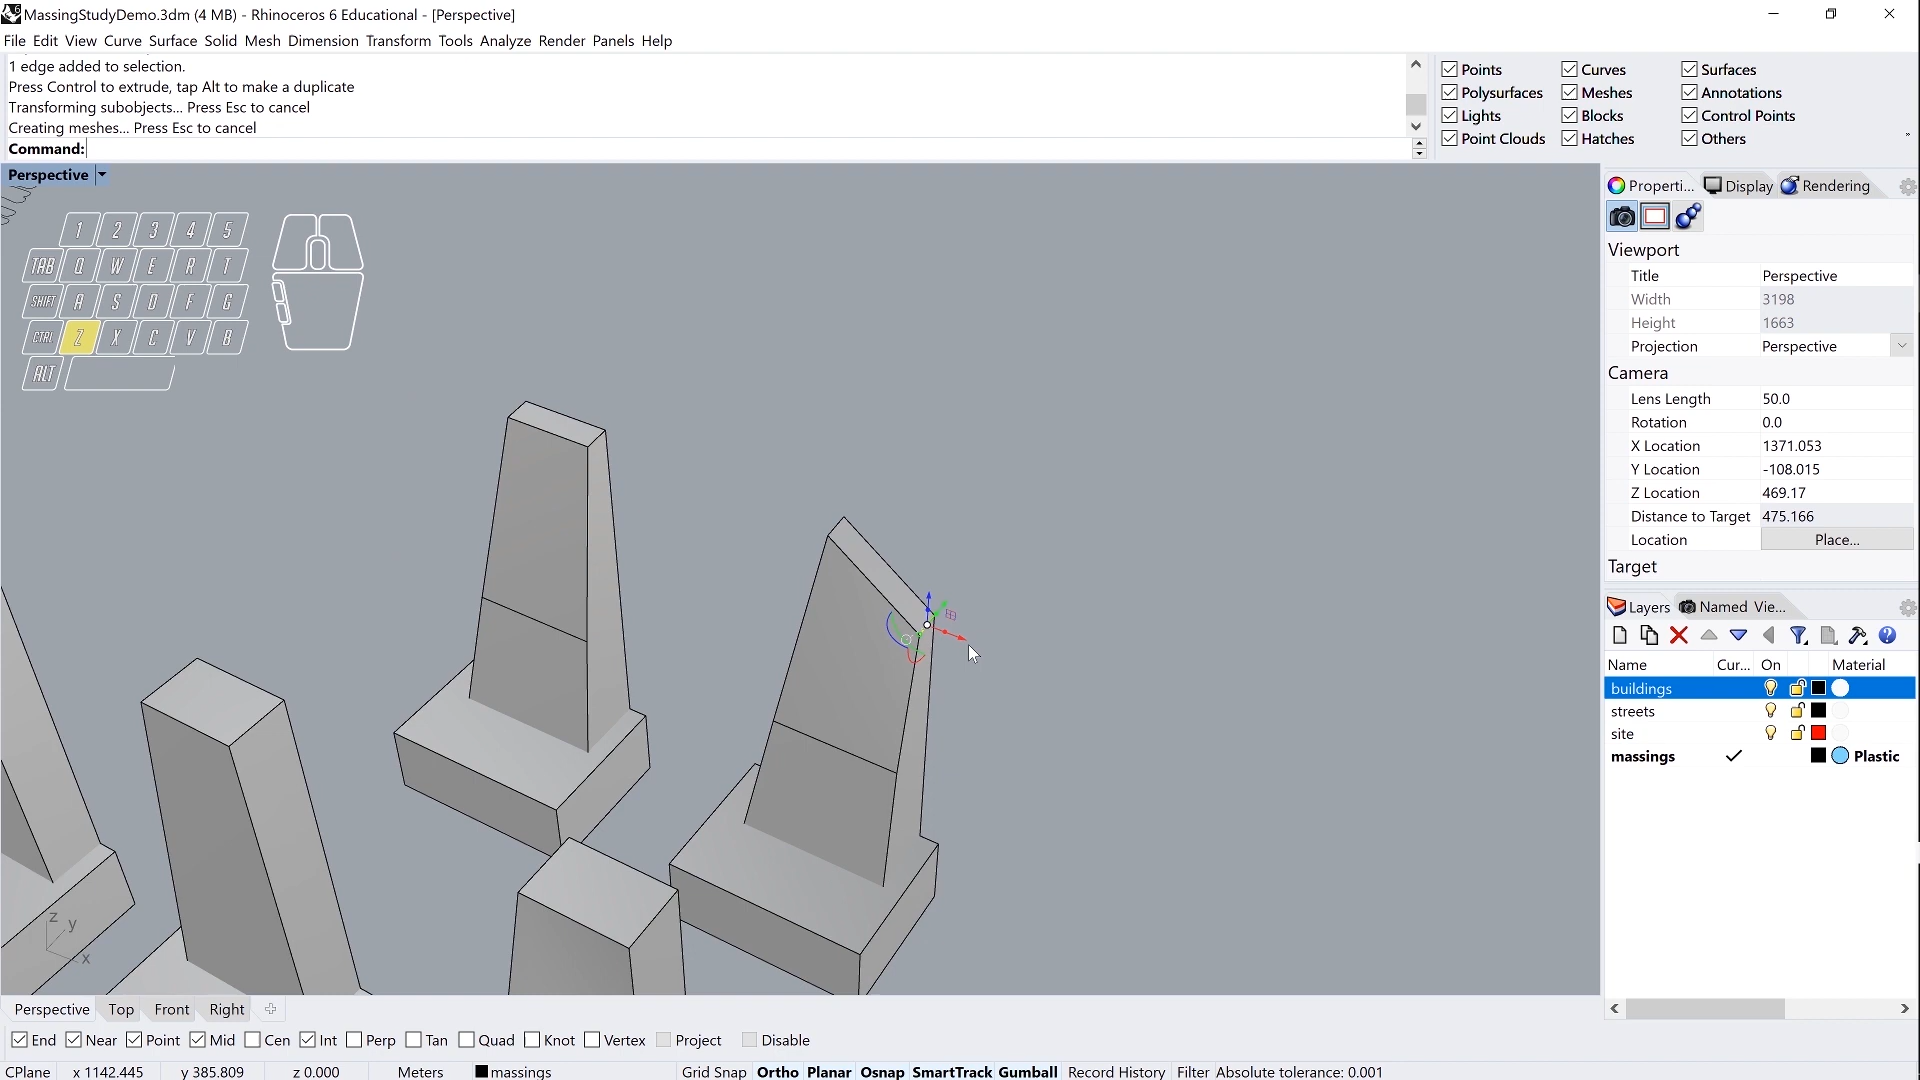 MassingStudyDemo.3dm (4 MB) - Rhinoceros 6 Educational - [Perspective]
File Edit View Curve Surface Solid Mesh Dimension Transform Tools Analyze Render Panels Help
1 edge added to selection.
Press Control to extrude, tap Alt to make a duplicate
Transforming subobjects... Press Esc to cancel
Creating meshes... Press Esc to cancel
Command:
Points Curves Surfaces
Polysurfaces Meshes Annotations
Lights Blocks Control Points
Point Clouds Hatches Others
Perspective
1 2 3 4 5
TAB Q W E R T
SHIFT A S D F G
CTRL Z X C V B
ALT
Properti... Display Rendering
Viewport
Title Perspective
Width 3198
Height 1663
Projection Perspective
Camera
Lens Length 50.0
Rotation 0.0
X Location 1371.053
Y Location -108.015
Z Location 469.17
Distance to Target 475.166
Location Place...
Target
Layers Named Vie...
Name Cur... On Material
buildings
streets
site
massings Plastic
z
y
x
Perspective Top Front Right
End Near Point Mid Cen Int Perp Tan Quad Knot Vertex Project Disable
CPlane x 1142.445 y 385.809 z 0.000 Meters massings Grid Snap Ortho Planar Osnap SmartTrack Gumball Record History Filter Absolute tolerance: 0.001